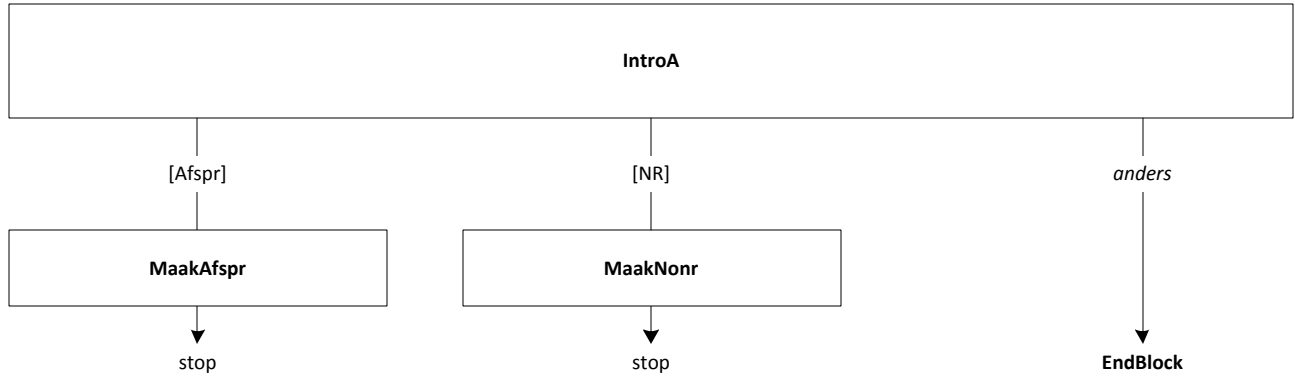 IntroA
[Afspr] [NR] anders
MaakAfspr MaakNonr
stop stop EndBlock